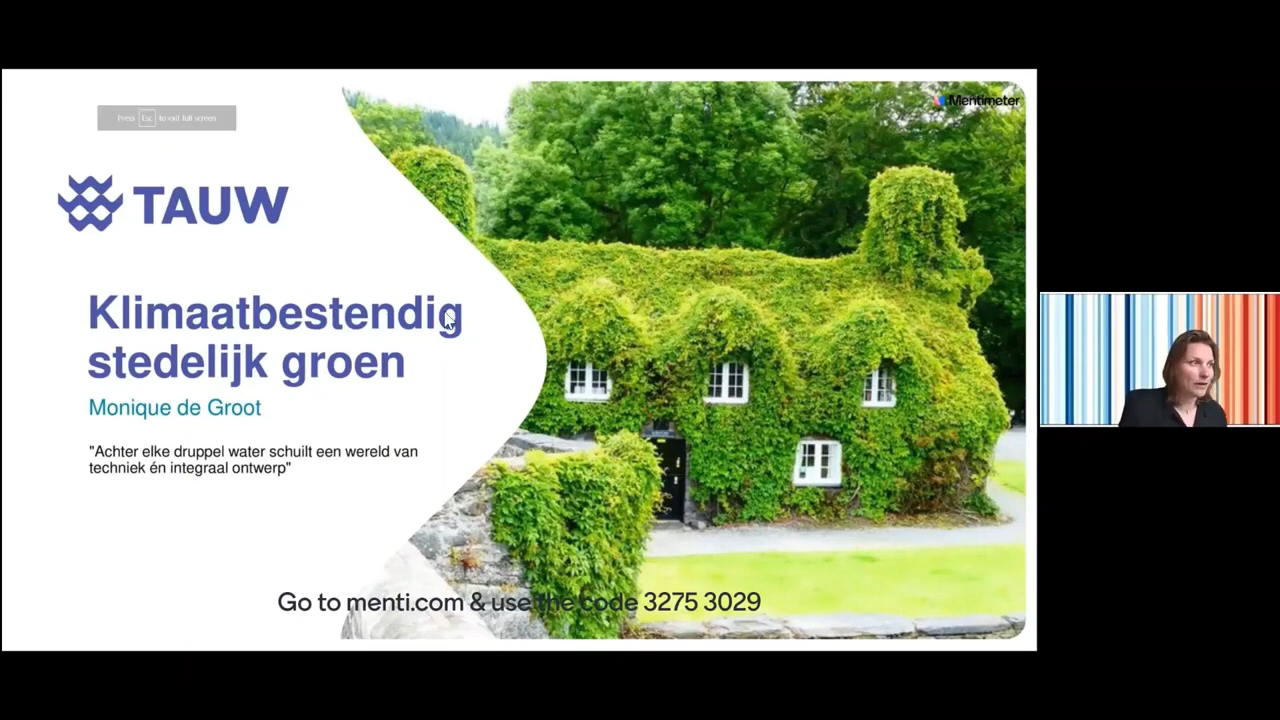 Mentimeter
Press Esc to exit full screen
TAUW
Klimaatbestendig
stedelijk groen
Monique de Groot
"Achter elke druppel water schuilt een wereld van
techniek én integraal ontwerp"
Go to menti.com & use the code 3275 3029